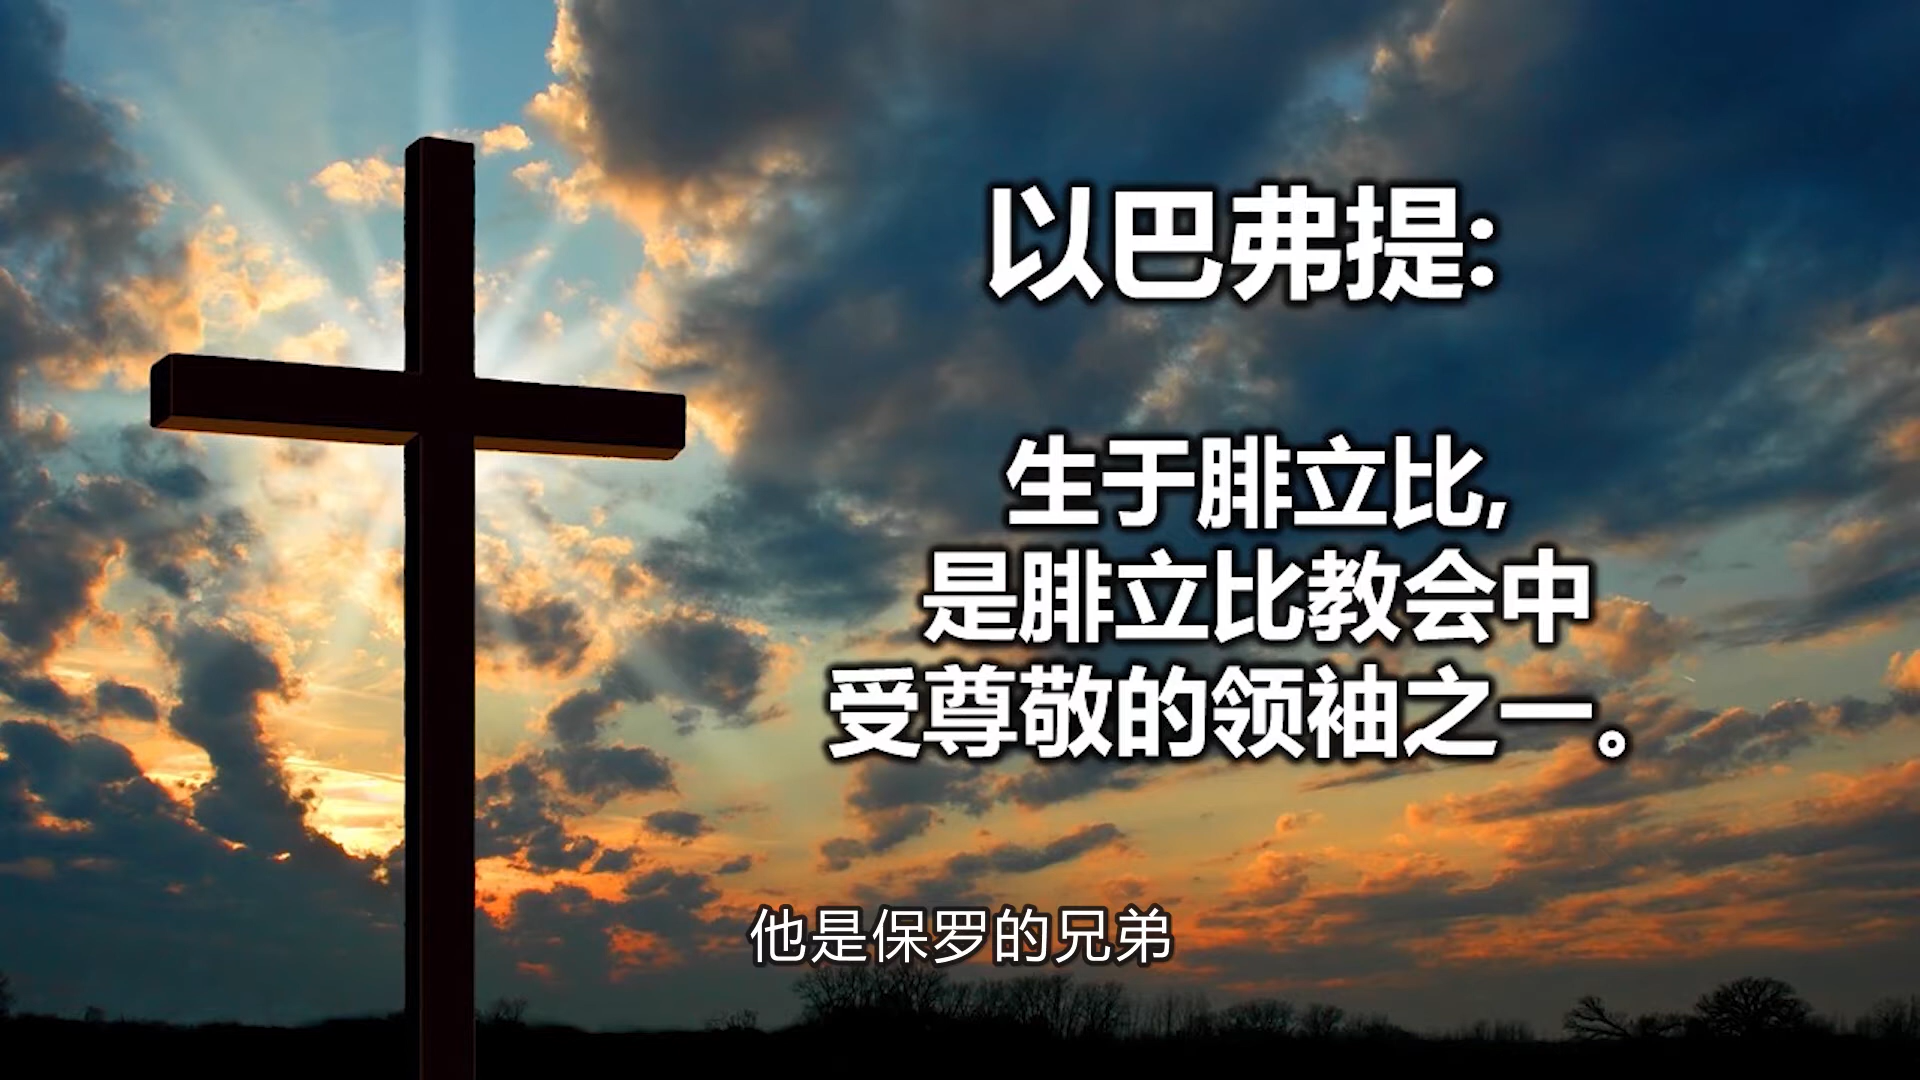 以巴弗提:
生于腓立比,
是腓立比教会中
受尊敬的领袖之一。
他是保罗的兄弟